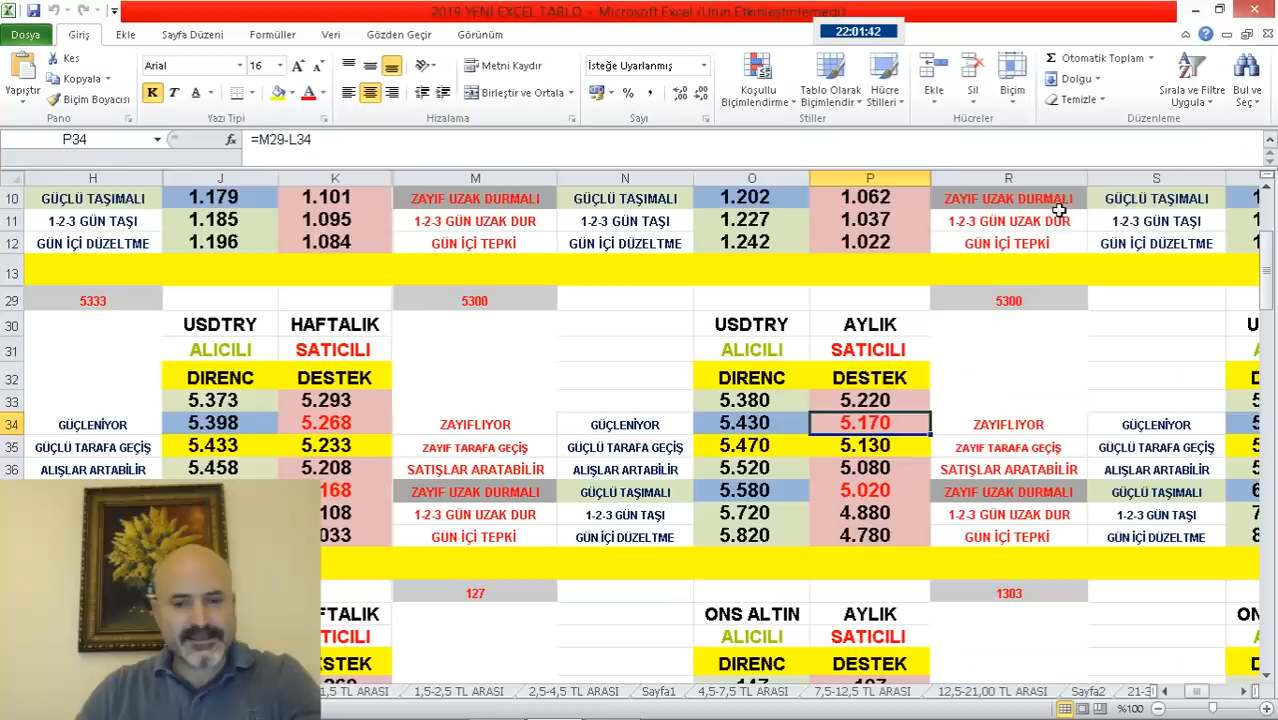 2019 YENİ EXCEL TABLO - Microsoft Excel (Ürün Etkinleştirilemedi)
22:01:42
Dosya Giriş Ekle Sayfa Düzeni Formüller Veri Gözden Geçir Görünüm
Yapıştır Kes Kopyala Biçim Boyacısı
Arial 16
K T A
Metni Kaydır
Birleştir ve Ortala
İsteğe Uyarlanmış
Koşullu Biçimlendirme Tablo Olarak Biçimlendir Hücre Stilleri
Ekle Sil Biçim
Σ Otomatik Toplam
Dolgu
Temizle
Sırala ve Filtre Uygula Bul ve Seç
Pano Yazı Tipi Hizalama Sayı Stiller Hücreler Düzenleme
P34 fx =M29-L34
H J K M N O P R S
10 GÜÇLÜ TAŞIMALI 1.179 1.101 ZAYIF UZAK DURMALI GÜÇLÜ TAŞIMALI 1.202 1.062 ZAYIF UZAK DURMALI GÜÇLÜ TAŞIMALI
11 1-2-3 GÜN TAŞI 1.185 1.095 1-2-3 GÜN UZAK DUR 1-2-3 GÜN TAŞI 1.227 1.037 1-2-3 GÜN UZAK DUR 1-2-3 GÜN TAŞI
12 GÜN İÇİ DÜZELTME 1.196 1.084 GÜN İÇİ TEPKİ GÜN İÇİ DÜZELTME 1.242 1.022 GÜN İÇİ TEPKİ GÜN İÇİ DÜZELTME
13
29 5333 5300 5300
30 USDTRY HAFTALIK USDTRY AYLIK
31 ALICILI SATICILI ALICILI SATICILI
32 DIRENC DESTEK DIRENC DESTEK
33 5.373 5.293 5.380 5.220
34 GÜÇLENİYOR 5.398 5.268 ZAYIFLIYOR GÜÇLENİYOR 5.430 5.170 ZAYIFLIYOR GÜÇLENİYOR
35 GÜÇLÜ TARAFA GEÇİŞ 5.433 5.233 ZAYIF TARAFA GEÇİŞ GÜÇLÜ TARAFA GEÇİŞ 5.470 5.130 ZAYIF TARAFA GEÇİŞ GÜÇLÜ TARAFA GEÇİŞ
36 ALIŞLAR ARTABİLİR 5.458 5.208 SATIŞLAR ARATABİLİR ALIŞLAR ARTABİLİR 5.520 5.080 SATIŞLAR ARATABİLİR ALIŞLAR ARTABİLİR
168 ZAYIF UZAK DURMALI GÜÇLÜ TAŞIMALI 5.580 5.020 ZAYIF UZAK DURMALI GÜÇLÜ TAŞIMALI
108 1-2-3 GÜN UZAK DUR 1-2-3 GÜN TAŞI 5.720 4.880 1-2-3 GÜN UZAK DUR 1-2-3 GÜN TAŞI
033 GÜN İÇİ TEPKİ GÜN İÇİ DÜZELTME 5.820 4.780 GÜN İÇİ TEPKİ GÜN İÇİ DÜZELTME
127 1303
FTALIK ONS ALTIN AYLIK
TICILI ALICILI SATICILI
ESTEK DIRENC DESTEK
1,5 TL ARASI 1,5-2,5 TL ARASI 2,5-4,5 TL ARASI Sayfa1 4,5-7,5 TL ARASI 7,5-12,5 TL ARASI 12,5-21,00 TL ARASI Sayfa2 21-3
%100